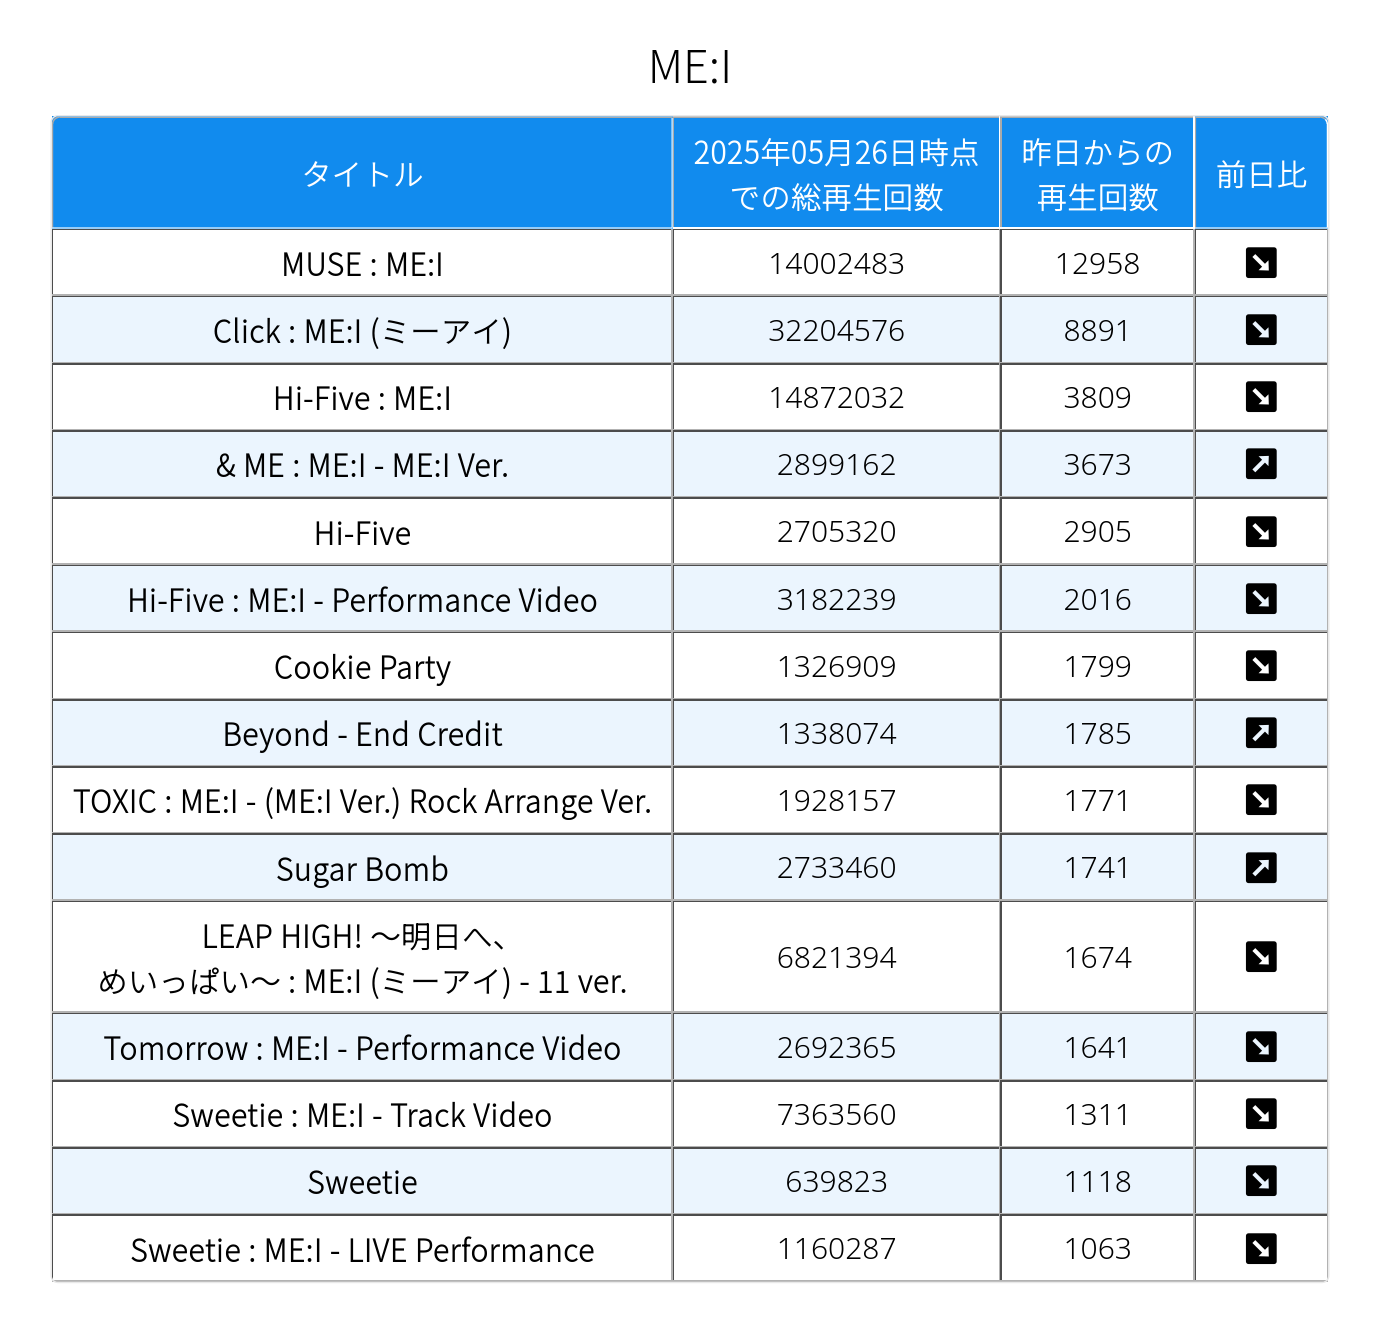 ME:I
タイトル
2025年05月26日時点
での総再生回数
昨日からの
再生回数
前日比
MUSE : ME:I 14002483 12958 ↘
Click : ME:I (ミーアイ) 32204576 8891 ↘
Hi-Five : ME:I 14872032 3809 ↘
& ME : ME:I - ME:I Ver. 2899162 3673 ↗
Hi-Five 2705320 2905 ↘
Hi-Five : ME:I - Performance Video 3182239 2016 ↘
Cookie Party 1326909 1799 ↘
Beyond - End Credit 1338074 1785 ↗
TOXIC : ME:I - (ME:I Ver.) Rock Arrange Ver. 1928157 1771 ↘
Sugar Bomb 2733460 1741 ↗
LEAP HIGH! 〜明日へ、
めいっぱい〜 : ME:I (ミーアイ) - 11 ver. 6821394 1674 ↘
Tomorrow : ME:I - Performance Video 2692365 1641 ↘
Sweetie : ME:I - Track Video 7363560 1311 ↘
Sweetie 639823 1118 ↘
Sweetie : ME:I - LIVE Performance 1160287 1063 ↘